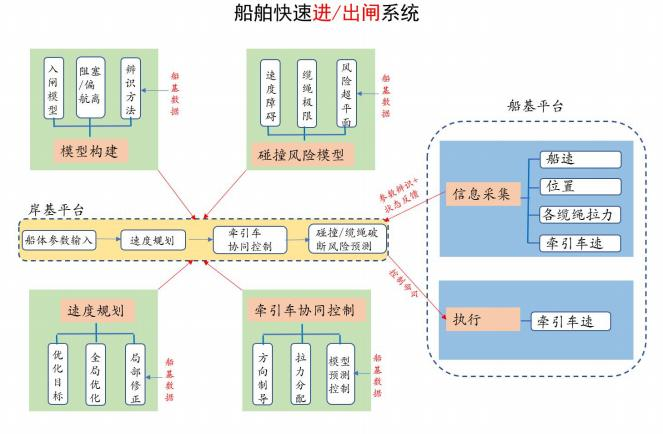 船舶快速进/出闸系统
入闸模型
阻塞/偏航离
辨识方法
船基数据
模型构建
速度障碍
缆绳极限
风险超平面
船基数据
碰撞风险模型
船基平台
信息采集
船速
位置
各缆绳拉力
牵引车速
参数辨识+
状态反馈
岸基平台
船体参数输入
速度规划
牵引车
协同控制
碰撞/缆绳破
断风险预测
控制命令
执行
牵引车速
速度规划
优化目标
全局优化
局部修正
船基数据
牵引车协同控制
方向制导
拉力分配
模型预测控制
船基数据